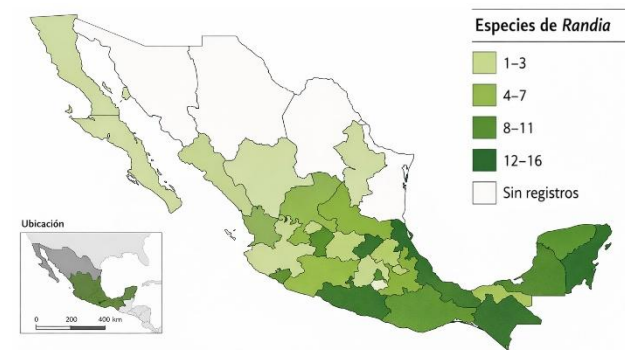 Especies de Randia
1–3
4–7
8–11
12–16
Sin registros
Ubicación
0 200 400 km